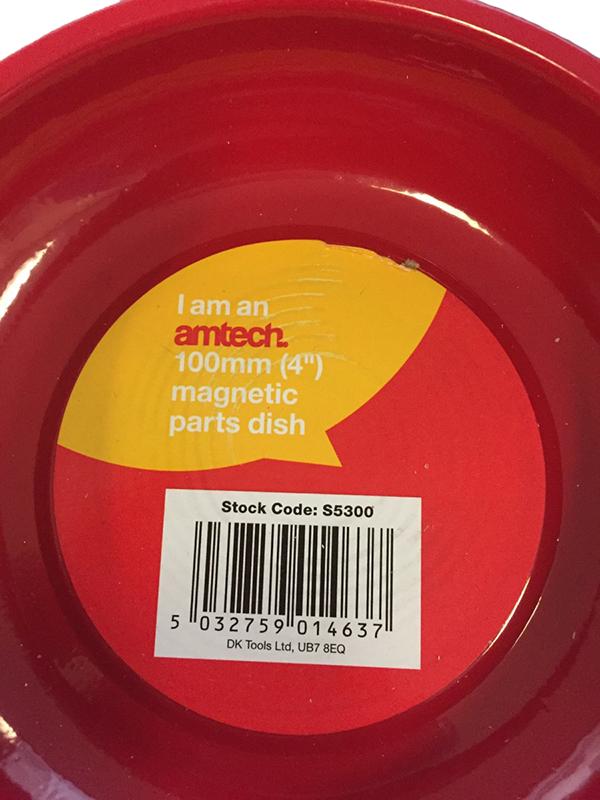 I am an
amtech.
100mm (4")
magnetic
parts dish
Stock Code: S5300
5 032759 014637
DK Tools Ltd, UB7 8EQ